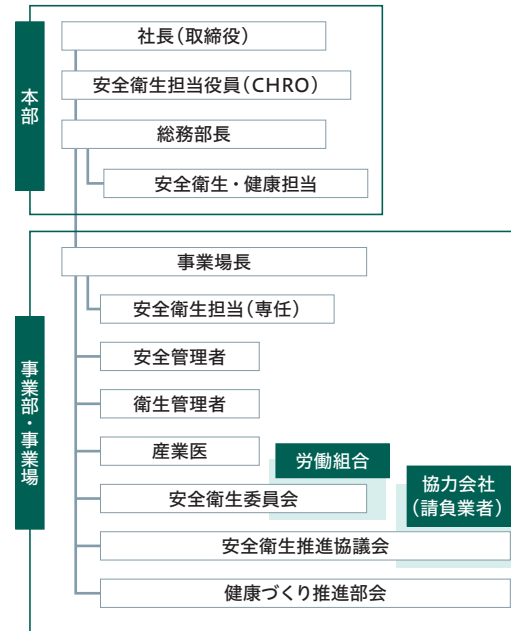 本部
社長（取締役）
安全衛生担当役員（CHRO）
総務部長
安全衛生・健康担当
事業部・事業場
事業場長
安全衛生担当（専任）
安全管理者
衛生管理者
産業医
労働組合
安全衛生委員会
協力会社
（請負業者）
安全衛生推進協議会
健康づくり推進部会